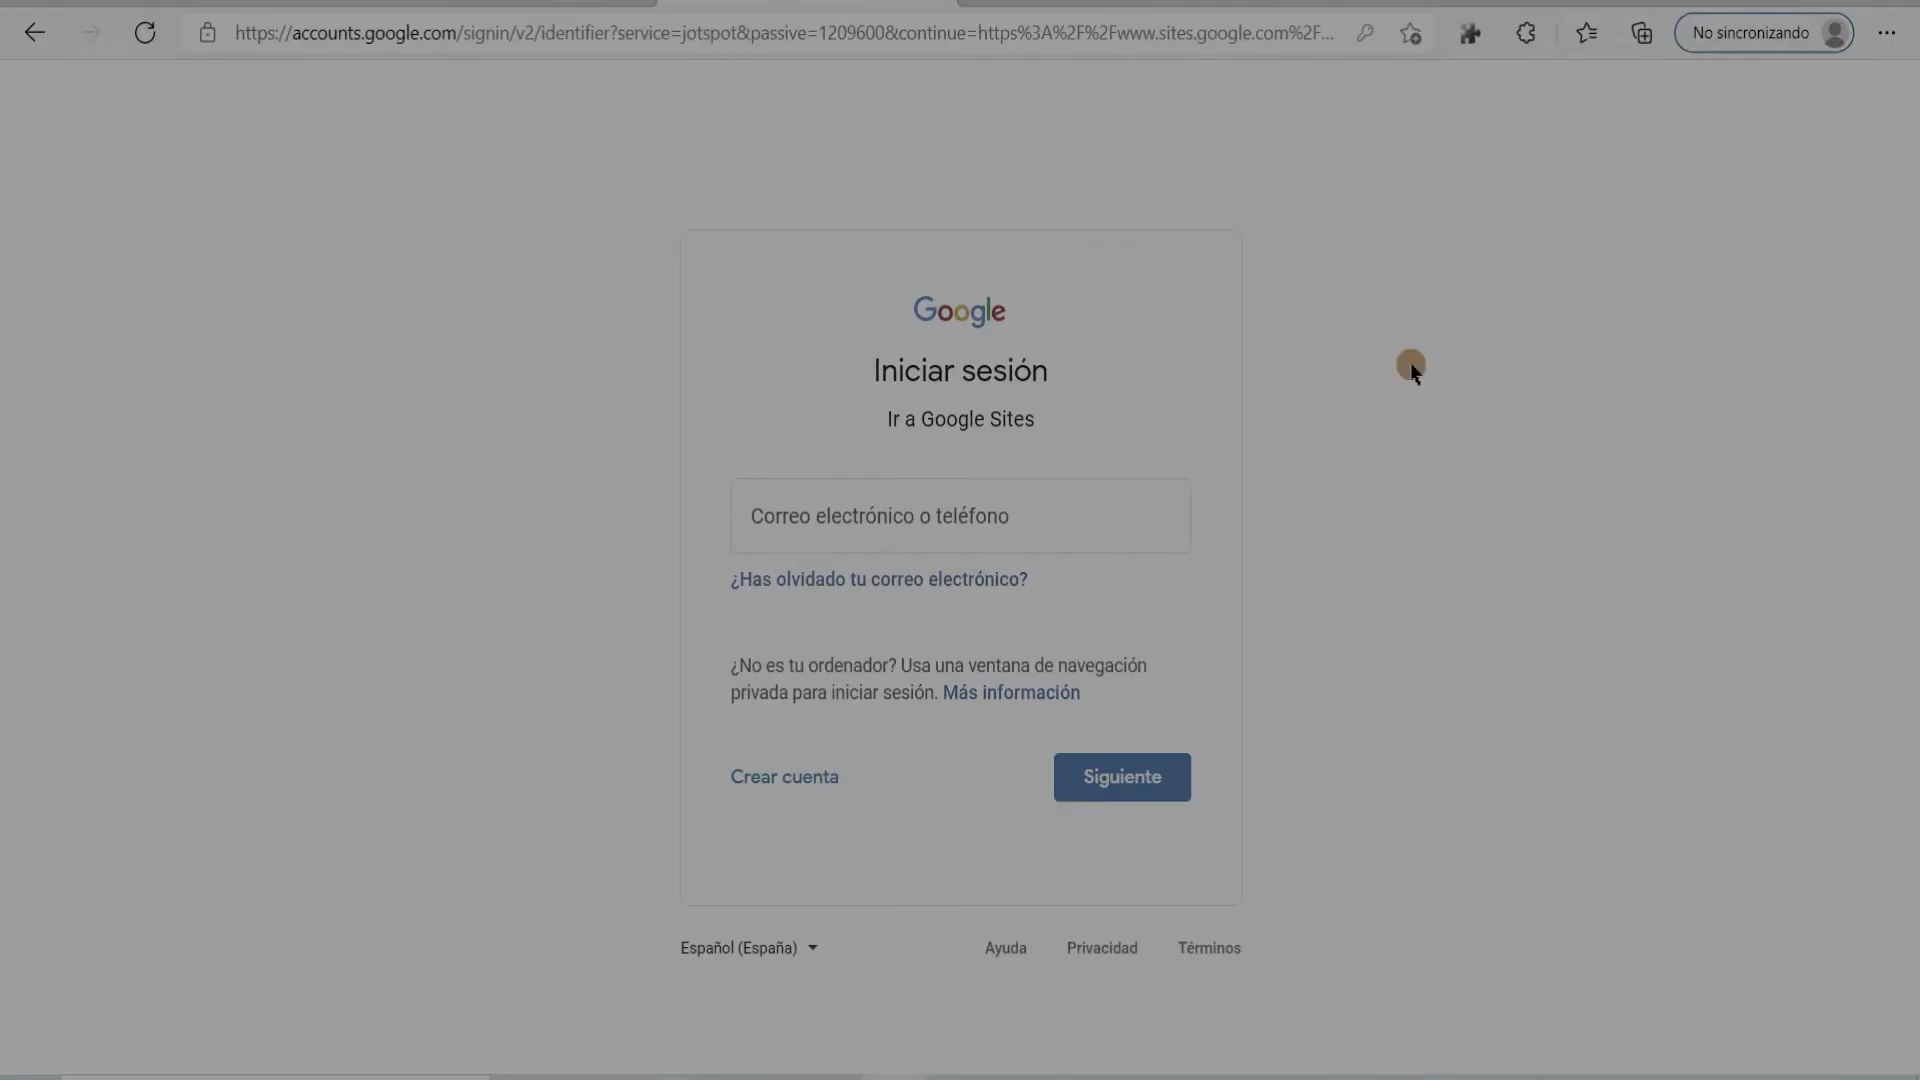 https://accounts.google.com/signin/v2/identifier?service=jotspot&passive=1209600&continue=https%3A%2F%2Fwww.sites.google.com%2F...
No sincronizando
Google
Iniciar sesión
Ir a Google Sites
Correo electrónico o teléfono
¿Has olvidado tu correo electrónico?
¿No es tu ordenador? Usa una ventana de navegación
privada para iniciar sesión. Más información
Crear cuenta
Siguiente
Español (España)
Ayuda
Privacidad
Términos